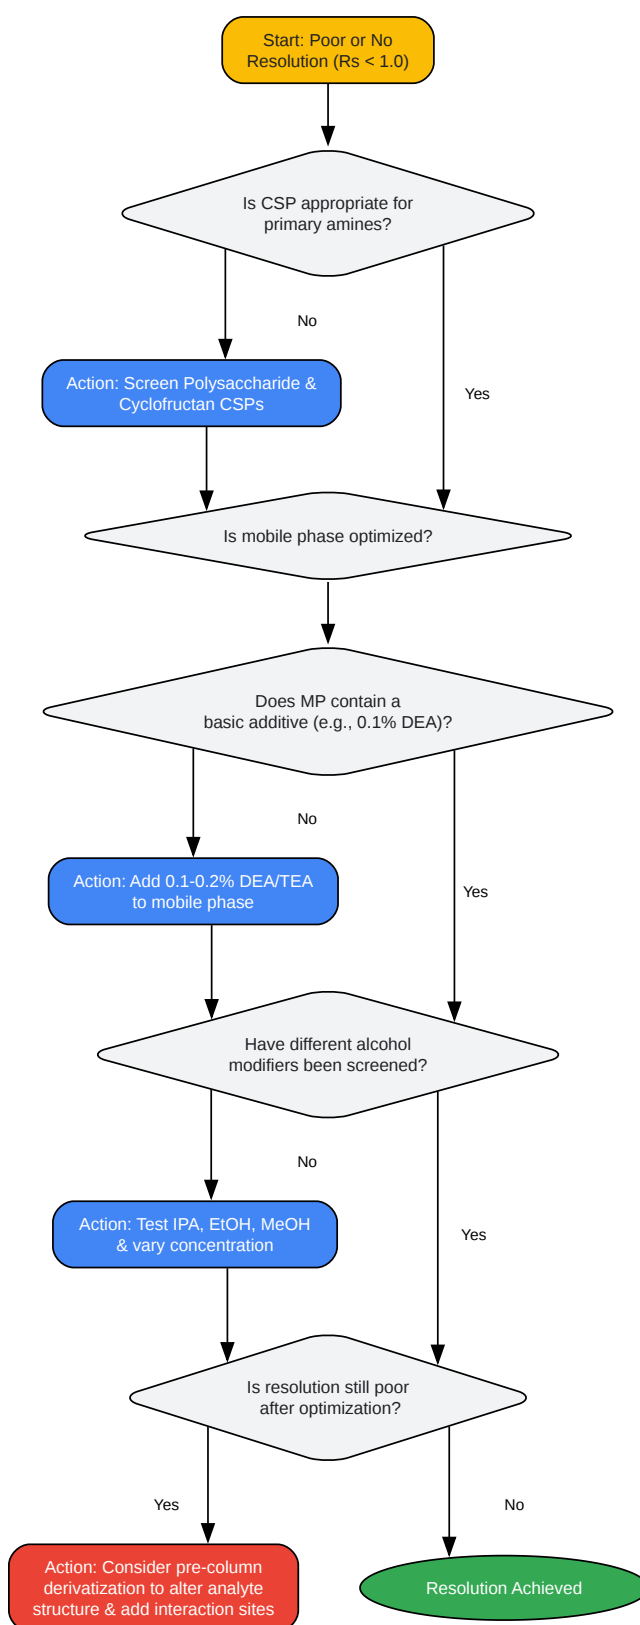 Start: Poor or No
Resolution (Rs < 1.0)
Is CSP appropriate for
primary amines?
No
Action: Screen Polysaccharide &
Cyclofructan CSPs
Yes
Is mobile phase optimized?
Does MP contain a
basic additive (e.g., 0.1% DEA)?
No
Action: Add 0.1-0.2% DEA/TEA
to mobile phase
Yes
Have different alcohol
modifiers been screened?
No
Action: Test IPA, EtOH, MeOH
& vary concentration
Yes
Is resolution still poor
after optimization?
Yes
No
Action: Consider pre-column
derivatization to alter analyte
structure & add interaction sites
Resolution Achieved